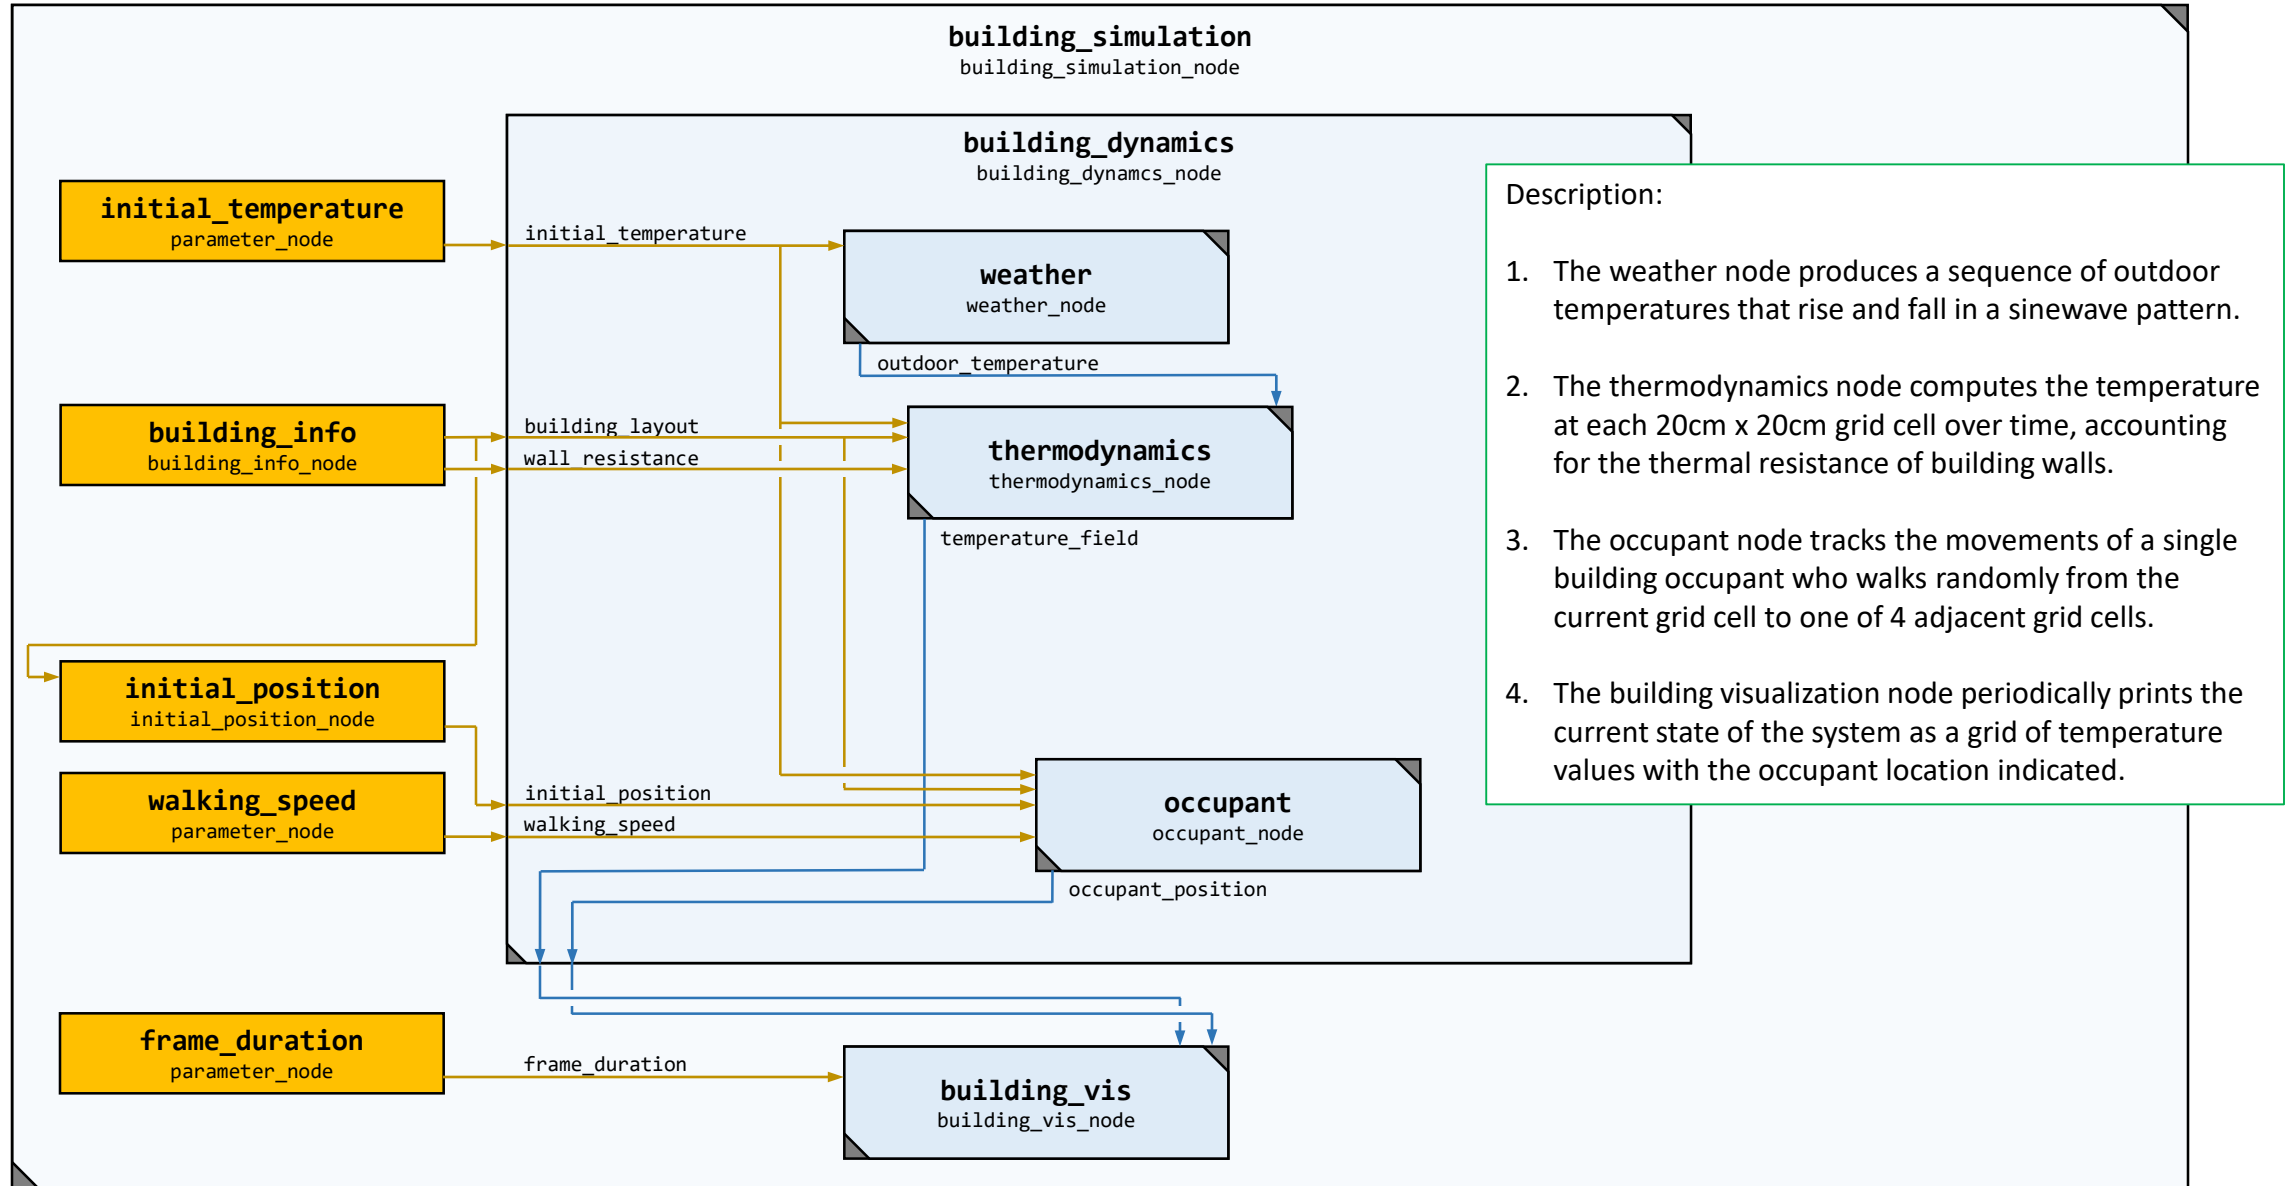 building_simulation
building_simulation_node
building_dynamics
building_dynamcs_node
initial_temperature
parameter_node
initial_temperature
weather
weather_node
outdoor_temperature
building_info
building_info_node
building_layout
wall_resistance
thermodynamics
thermodynamics_node
temperature_field
initial_position
initial_position_node
walking_speed
parameter_node
initial_position
walking_speed
occupant
occupant_node
occupant_position
frame_duration
parameter_node
frame_duration
building_vis
building_vis_node
Description:
1. The weather node produces a sequence of outdoor
temperatures that rise and fall in a sinewave pattern.
2. The thermodynamics node computes the temperature
at each 20cm x 20cm grid cell over time, accounting
for the thermal resistance of building walls.
3. The occupant node tracks the movements of a single
building occupant who walks randomly from the
current grid cell to one of 4 adjacent grid cells.
4. The building visualization node periodically prints the
current state of the system as a grid of temperature
values with the occupant location indicated.